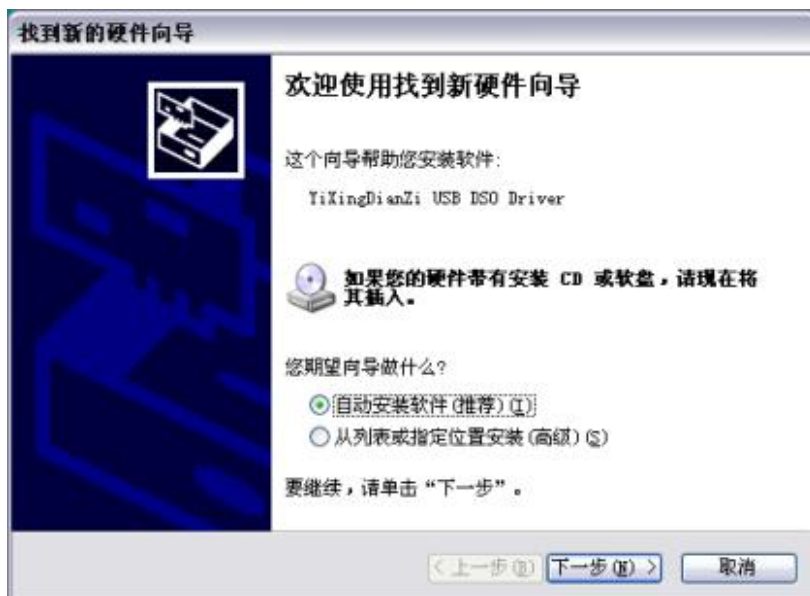 找到新的硬件向导
欢迎使用找到新硬件向导
这个向导帮助您安装软件:
YiXingDianZi USB DSO Driver
如果您的硬件带有安装 CD 或软盘，请现在将
其插入。
您期望向导做什么?
自动安装软件(推荐)(I)
从列表或指定位置安装(高级)(S)
要继续，请单击“下一步”。
< 上一步(B) 下一步(N) > 取消